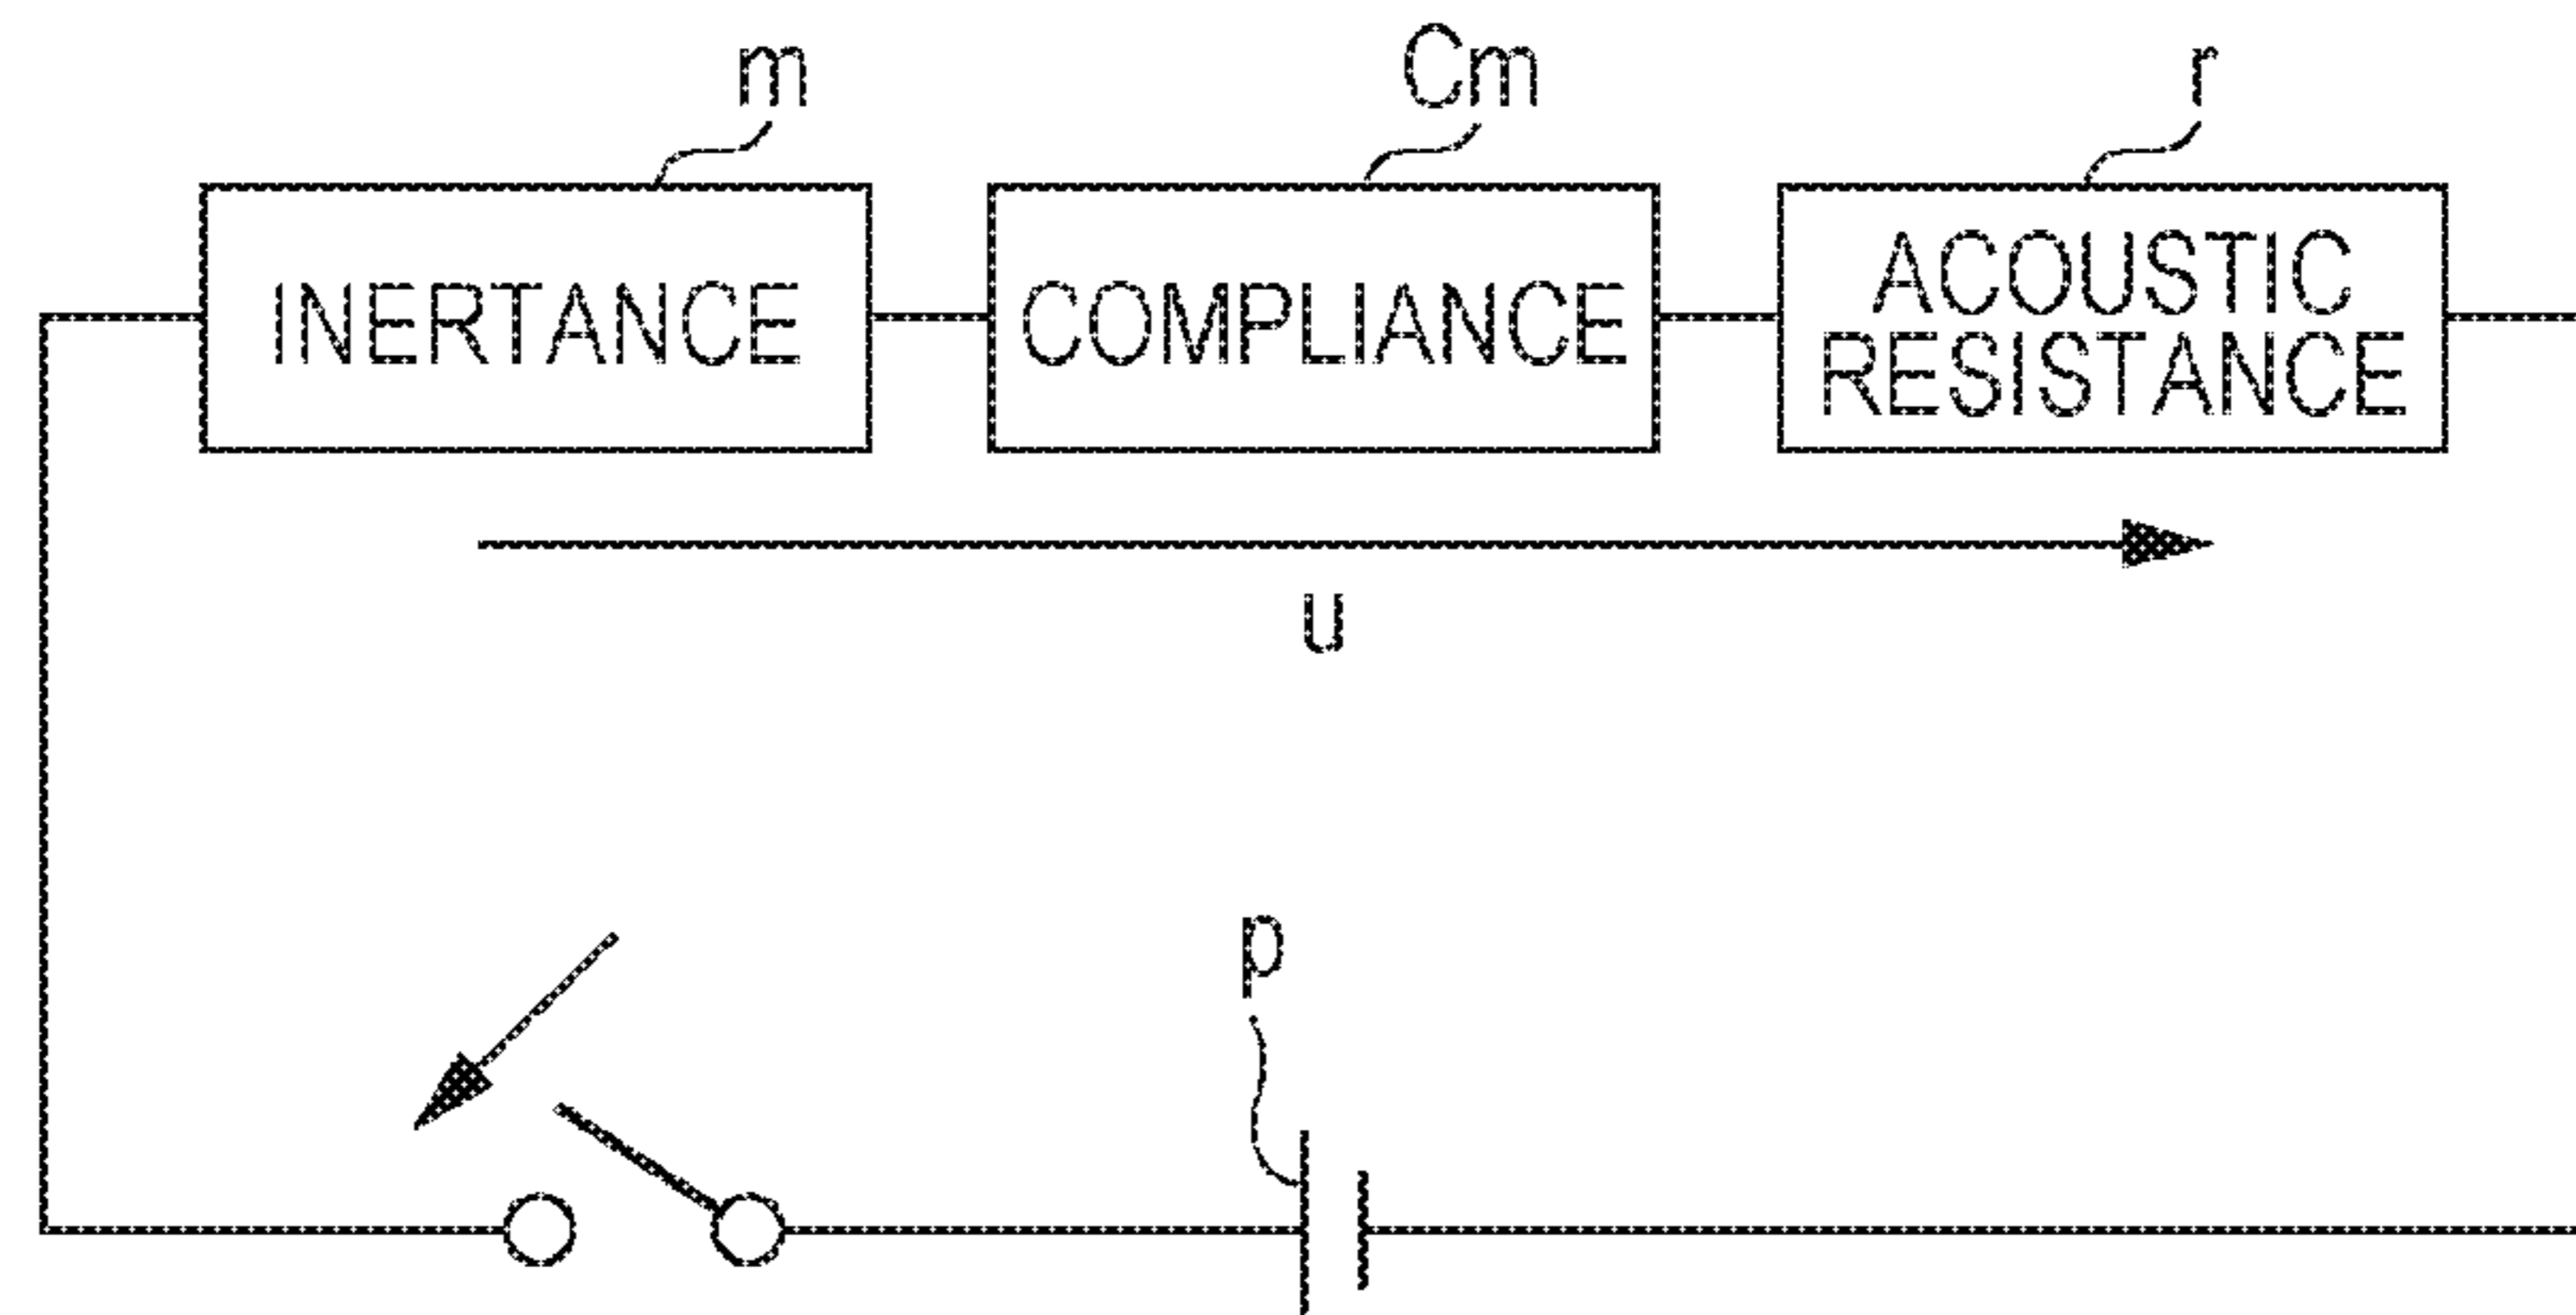 m
Cm
r
INERTANCE
COMPLIANCE
ACOUSTIC
RESISTANCE
u
p